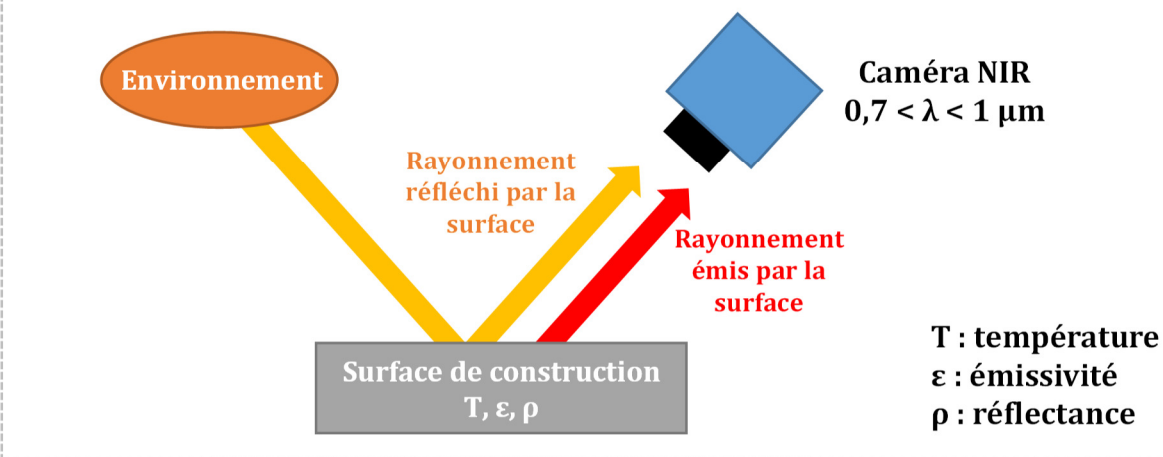 Environnement
Caméra NIR
0,7 < λ < 1 μm
Rayonnement
réfléchi par la
surface
Rayonnement
émis par la
surface
Surface de construction
T, ε, ρ
T : température
ε : émissivité
ρ : réflectance